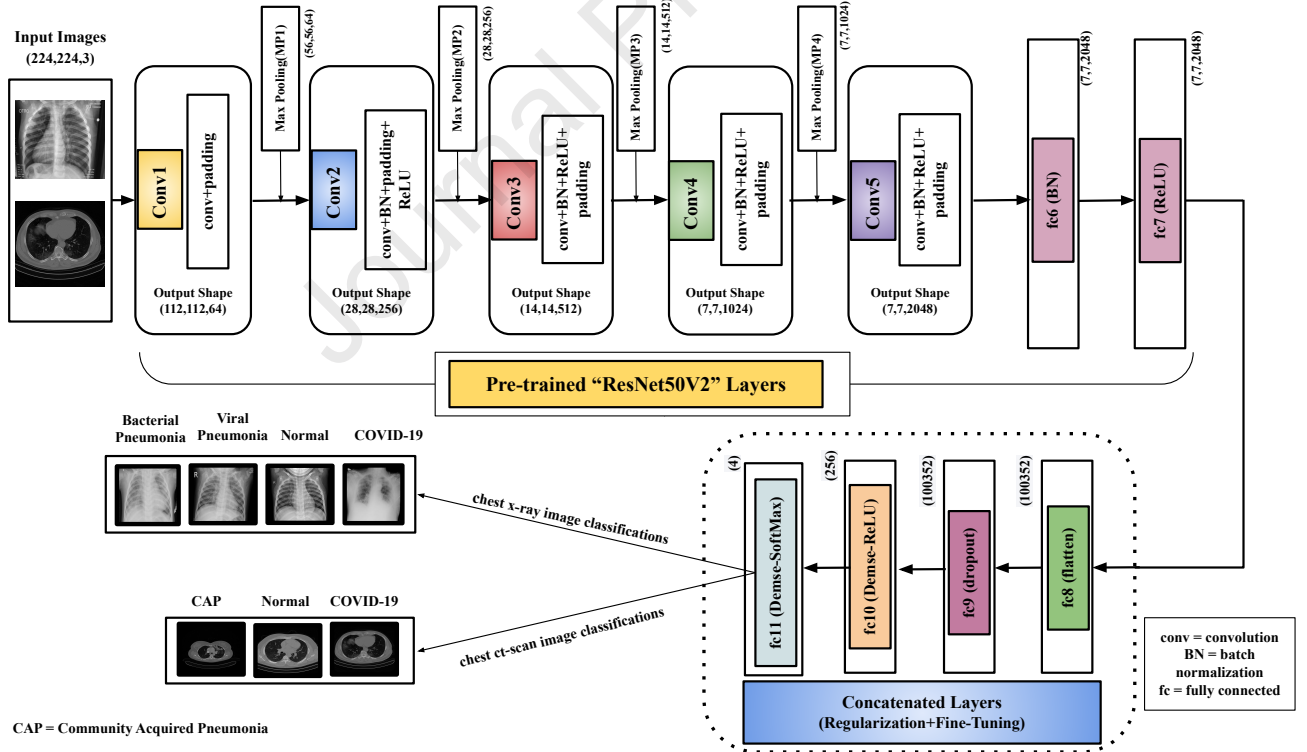 Input Images
(224,224,3)
Conv1
conv+padding
Output Shape
(112,112,64)
Max Pooling(MP1)
(56,56,64)
Conv2
conv+BN+padding+
ReLU
Output Shape
(28,28,256)
Max Pooling(MP2)
(28,28,256)
Conv3
conv+BN+ReLU+
padding
Output Shape
(14,14,512)
Max Pooling(MP3)
(14,14,512)
Conv4
conv+BN+ReLU+
padding
Output Shape
(7,7,1024)
Max Pooling(MP4)
(7,7,1024)
Conv5
conv+BN+ReLU+
padding
Output Shape
(7,7,2048)
fc6 (BN)
(7,7,2048)
fc7 (ReLU)
(7,7,2048)
Journal P
Pre-trained “ResNet50V2” Layers
Bacterial
Pneumonia
Viral
Pneumonia
Normal
COVID-19
R
chest x-ray image classifications
CAP
Normal
COVID-19
chest ct-scan image classifications
(4)
fc11 (Demse-SoftMax)
(256)
fc10 (Demse-ReLU)
(100352)
fc9 (dropout)
(100352)
fc8 (flatten)
Concatenated Layers
(Regularization+Fine-Tuning)
conv = convolution
BN = batch
normalization
fc = fully connected
CAP = Community Acquired Pneumonia